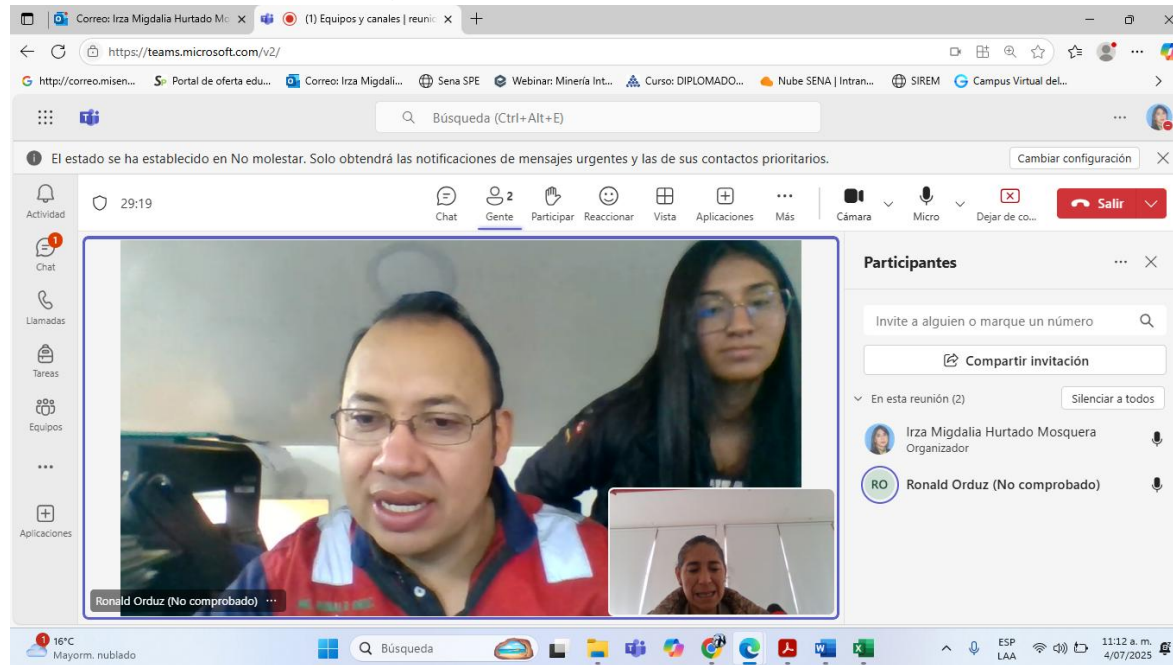 Correo: Irza Migdalia Hurtado Mo
(1) Equipos y canales | reunio
https://teams.microsoft.com/v2/
http://correo.misen...
Portal de oferta edu...
Correo: Irza Migdali...
Sena SPE
Webinar: Minería Int...
Curso: DIPLOMADO...
Nube SENA | Intran...
SIREM
Campus Virtual del...
Búsqueda (Ctrl+Alt+E)
El estado se ha establecido en No molestar. Solo obtendrá las notificaciones de mensajes urgentes y las de sus contactos prioritarios.
Cambiar configuración
29:19
Chat
Gente 2
Participar
Reaccionar
Vista
Aplicaciones
Más
Cámara
Micro
Dejar de co...
Salir
Actividad
1
Chat
Llamadas
Tareas
Equipos
Aplicaciones
Participantes
Invite a alguien o marque un número
Compartir invitación
En esta reunión (2)
Silenciar a todos
Irza Migdalia Hurtado Mosquera
Organizador
RO
Ronald Orduz (No comprobado)
Ronald Orduz (No comprobado)
1
16°C
Mayorm. nublado
Búsqueda
ESP
LAA
11:12 a. m.
4/07/2025